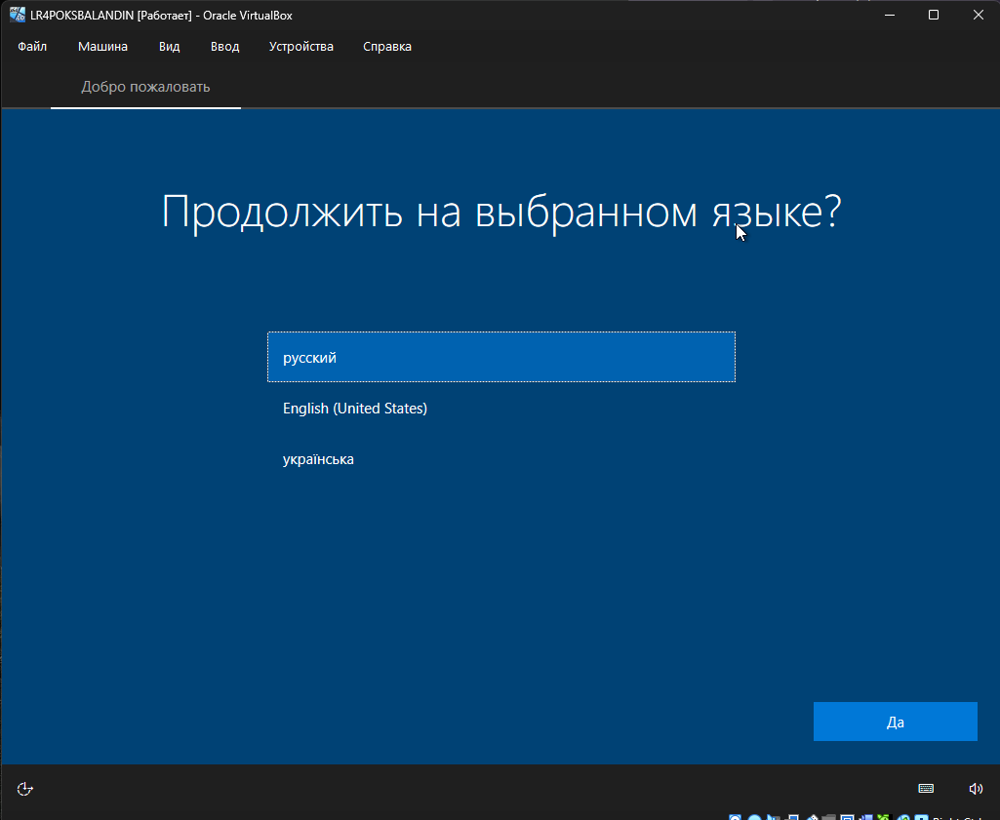 LR4POKSBALANDIN [Работает] - Oracle VirtualBox
Файл Машина Вид Ввод Устройства Справка
Добро пожаловать
Продолжить на выбранном языке?
русский
English (United States)
українська
Да